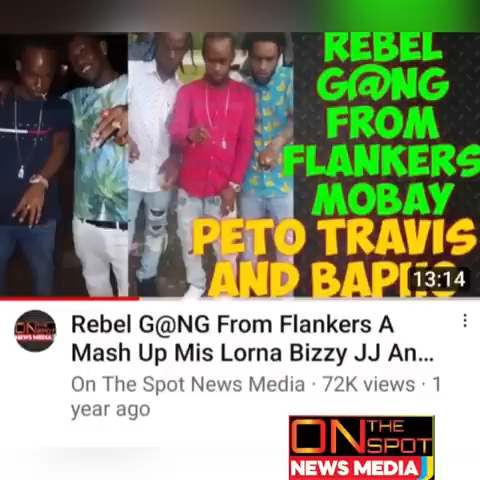 REBEL
G@NG
FROM
FLANKERS
MOBAY
PETO TRAVIS
AND
13:14
ON THE SPOT
NEWS MEDIA
Rebel G@NG From Flankers A
Mash Up Mis Lorna Bizzy JJ An...
On The Spot News Media · 72K views · 1
year ago
ON THE SPOT
NEWS MEDIA